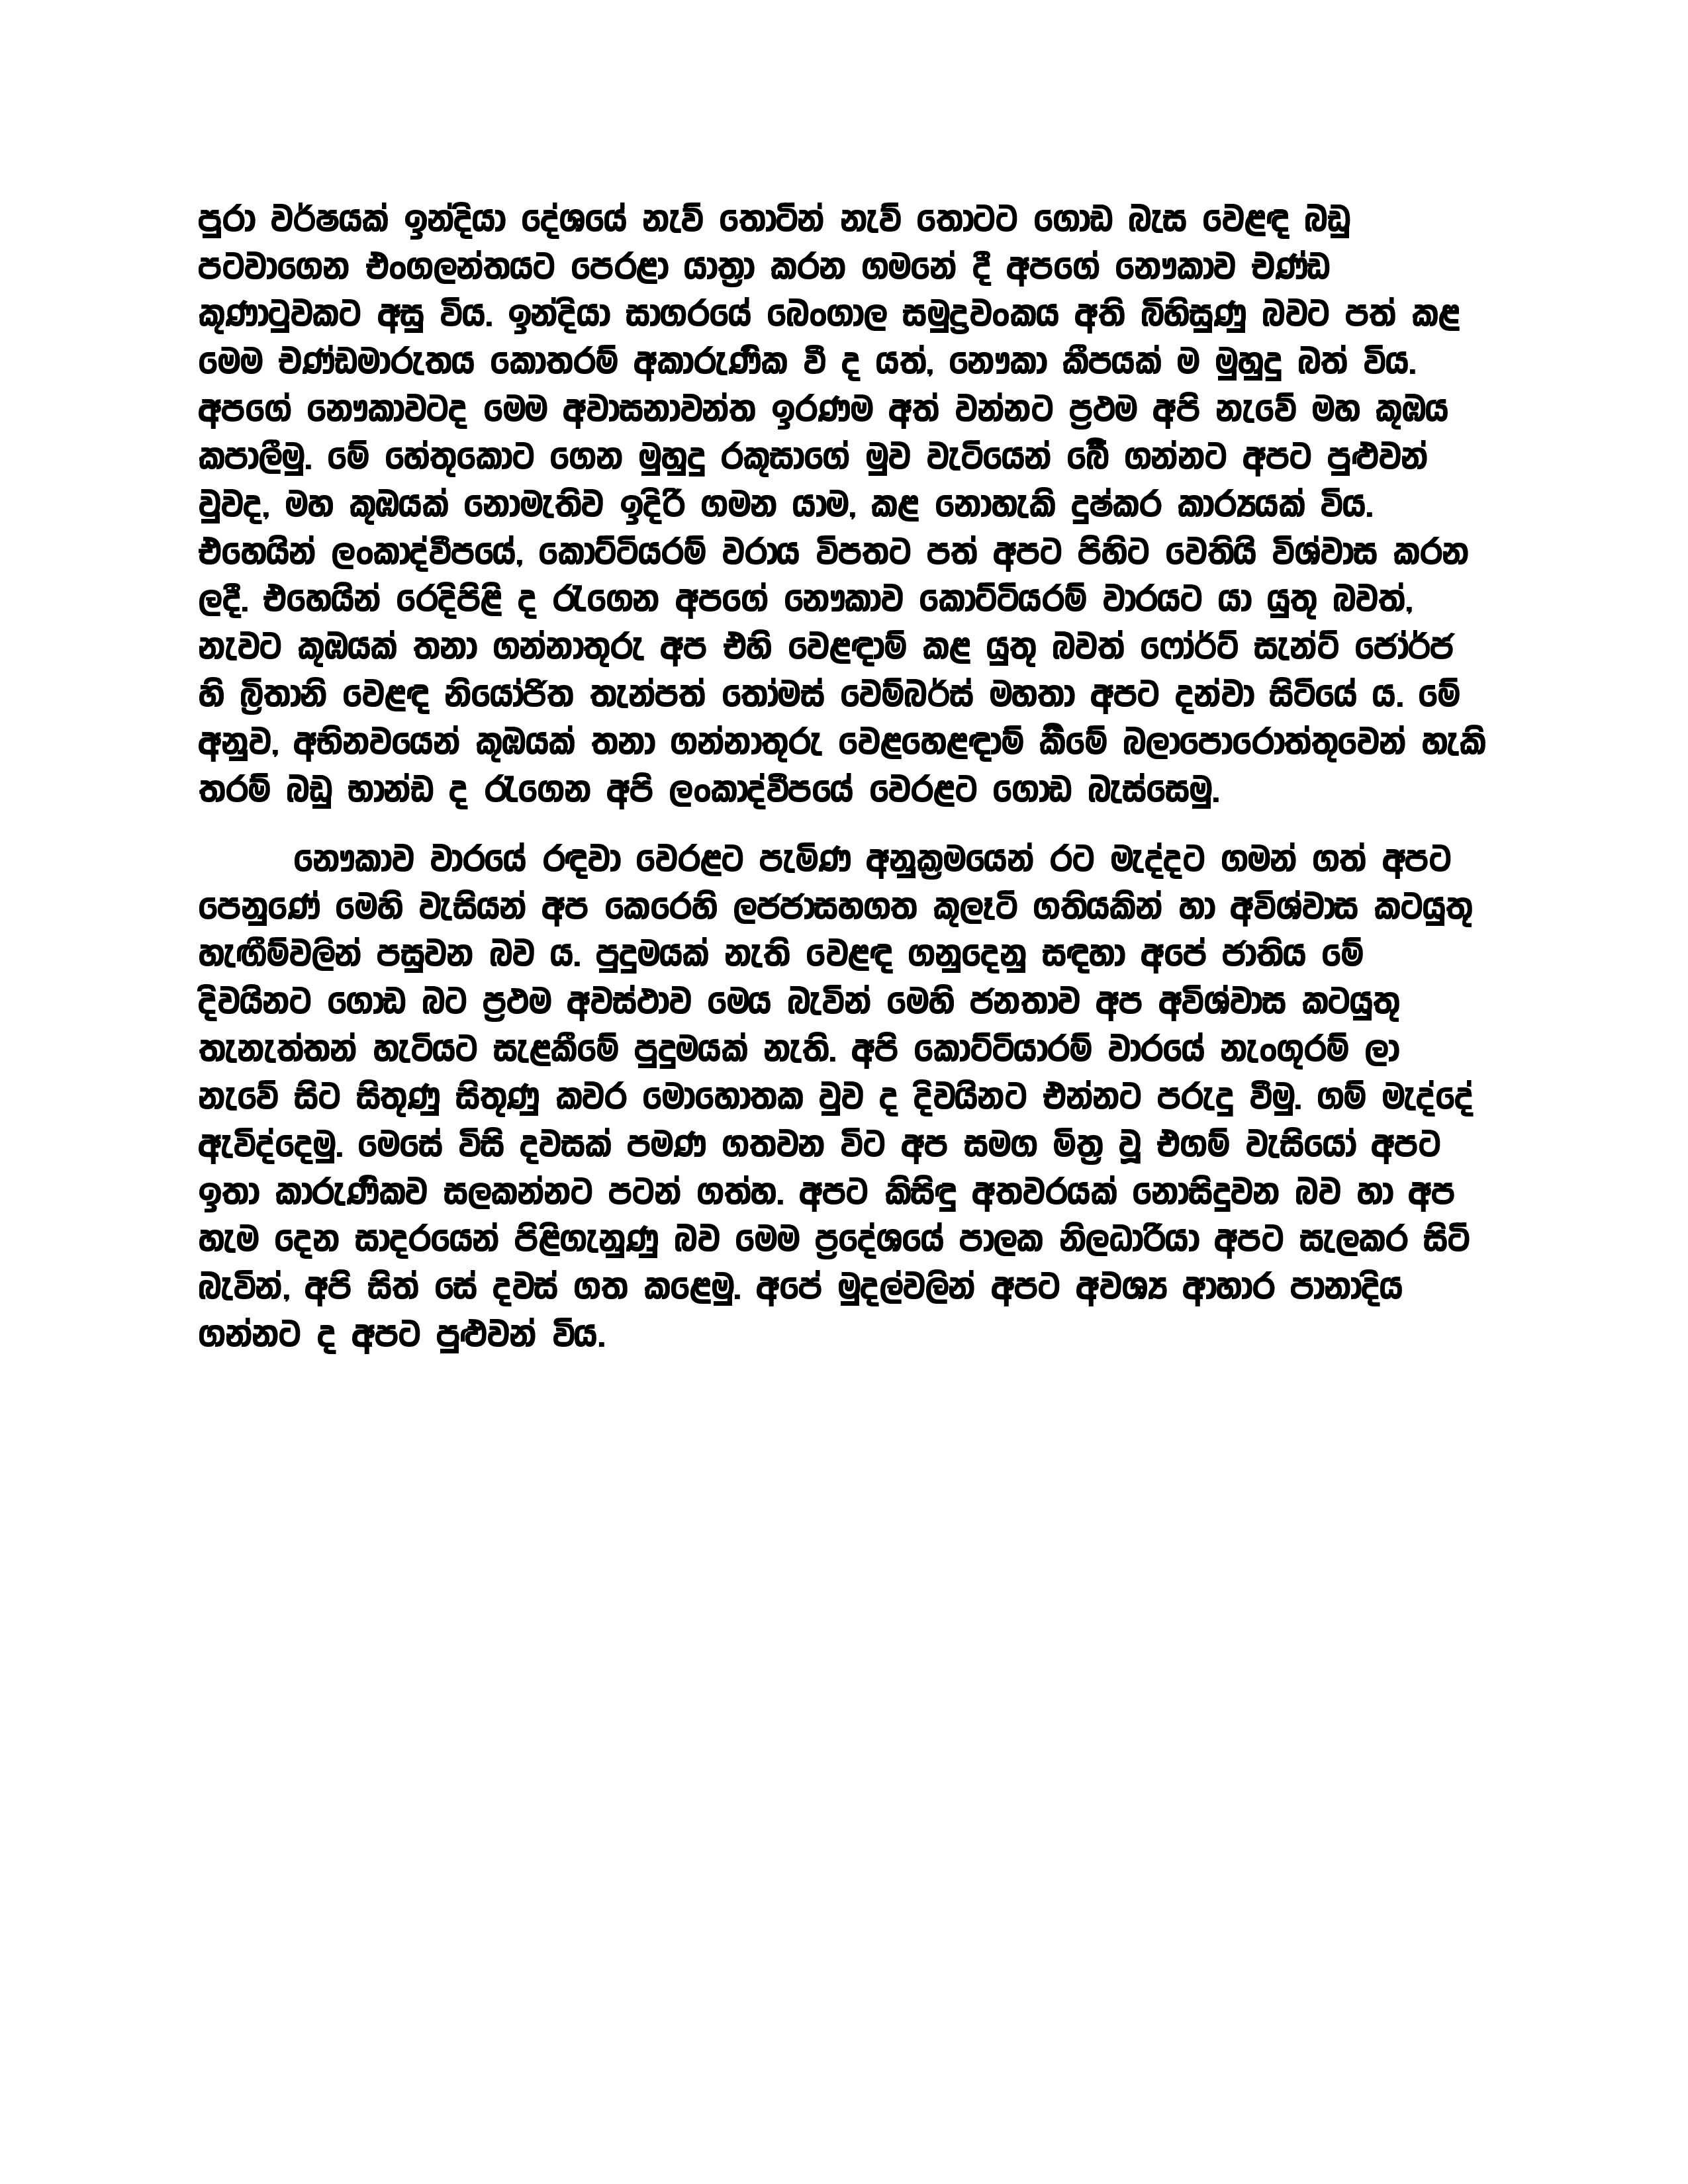 පුරා වර්ෂයක් ඉන්දියා දේශයේ නැව් තොටින් නැව් තොටට ගොඩ බැස වෙළඳ බඩු
පටවාගෙන එංගලන්තයට පෙරළා යාත්‍රා කරන ගමනේ දී අපගේ නෞකාව චණ්ඩ
කුණාටුවකට අසු විය. ඉන්දියා සාගරයේ බෙංගාල සමුද්‍රවංකය අති බිහිසුණු බවට පත් කළ
මෙම චණ්ඩමාරුතය කොතරම් අකාරුණික වී ද යත්, නෞකා කීපයක් ම මුහුදු බත් විය.
අපගේ නෞකාවටද මෙම අවාසනාවන්ත ඉරණම අත් වන්නට ප්‍රථම අපි නැවේ මහ කුඹය
කපාලීමු. මේ හේතුකොට ගෙන මුහුදු රකුසාගේ මුව වැටියෙන් බේී ගන්නට අපට පුළුවන්
වුවද, මහ කුඹයක් නොමැතිව ඉදිරි ගමන යාම, කළ නොහැකි දුෂ්කර කාර්‍යයක් විය.
එහෙයින් ලංකාද්වීපයේ, කොට්ටියරම් වරාය විපතට පත් අපට පිහිට වෙතියි විශ්වාස කරන
ලදී. එහෙයින් රෙදිපිළි ද රැගෙන අපගේ නෞකාව කොට්ටියරම් වාරයට යා යුතු බවත්,
නැවට කුඹයක් තනා ගන්නාතුරු අප එහි වෙළඳාම් කළ යුතු බවත් ෆෝර්ට් සැන්ට් ජෝර්ජ
හි බ්‍රිතානි වෙළඳ නියෝජිත තැන්පත් තෝමස් වෙම්බර්ස් මහතා අපට දන්වා සිටියේ ය. මේ
අනුව, අභිනවයෙන් කුඹයක් තනා ගන්නාතුරු වෙළහෙළඳාම් කිීමේ බලාපොරොත්තුවෙන් හැකි
තරම් බඩු භාන්ඩ ද රැගෙන අපි ලංකාද්වීපයේ වෙරළට ගොඩ බැස්සෙමු.
නෞකාව වාරයේ රඳවා වෙරළට පැමිණ අනුක්‍රමයෙන් රට මැද්දට ගමන් ගත් අපට
පෙනුණේ මෙහි වැසියන් අප කෙරෙහි ලජජාසහගත කුලෑටි ගතියකින් හා අවිශ්වාස කටයුතු
හැඟීම්වලින් පසුවන බව ය. පුදුමයක් නැති වෙළඳ ගනුදෙනු සඳහා අපේ ජාතිය මේ
දිවයිනට ගොඩ බට ප්‍රථම අවස්ථාව මෙය බැවින් මෙහි ජනතාව අප අවිශ්වාස කටයුතු
තැනැත්තන් හැටියට සැළකීමේ පුදුමයක් නැති. අපි කොට්ටියාරම් වාරයේ නැංගුරම් ලා
නැවේ සිට සිතුණු සිතුණු කවර මොහොතක වුව ද දිවයිනට එන්නට පරුදු වීමු. ගම් මැද්දේ
ඇවිද්දෙමු. මෙසේ විසි දවසක් පමණ ගතවන විට අප සමග මිත්‍ර වූ එගම් වැසියෝ අපට
ඉතා කාරුණිකව සලකන්නට පටන් ගත්හ. අපට කිසිඳු අතවරයක් නොසිදුවන බව හා අප
හැම දෙන සාදරයෙන් පිළිගැනුණු බව මෙම ප්‍රදේශයේ පාලක නිලධාරියා අපට සැලකර සිටි
බැවින්, අපි සිත් සේ දවස් ගත කළෙමු. අපේ මුදල්වලින් අපට අවශ්‍ය ආහාර පානාදිය
ගන්නට ද අපට පුළුවන් විය.